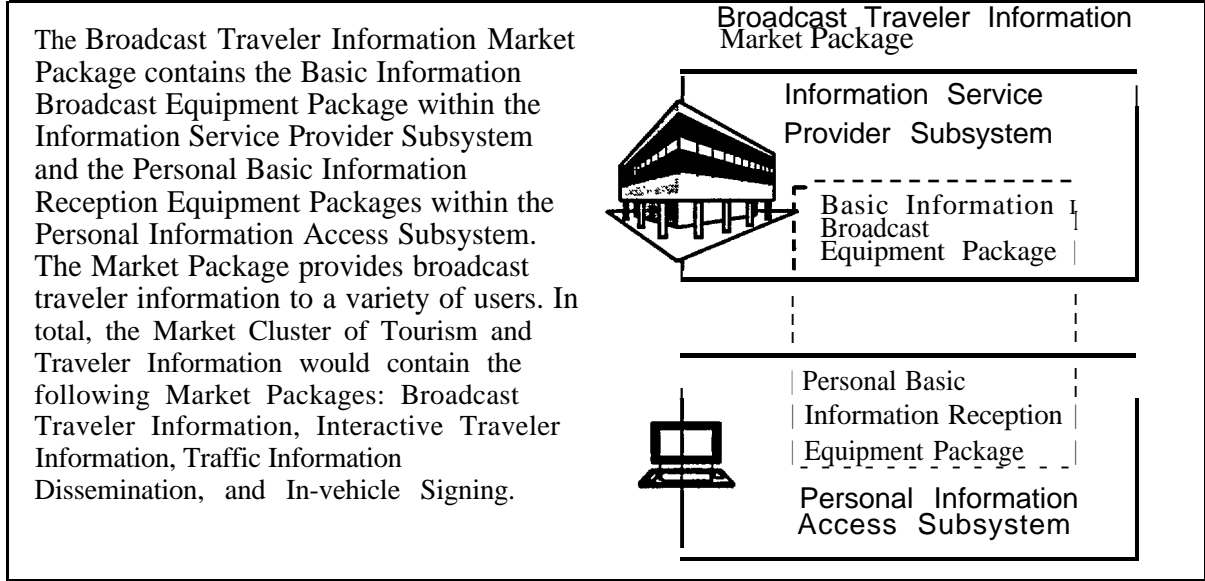 The Broadcast Traveler Information Market
Package contains the Basic Information
Broadcast Equipment Package within the
Information Service Provider Subsystem
and the Personal Basic Information
Reception Equipment Packages within the
Personal Information Access Subsystem.
The Market Package provides broadcast
traveler information to a variety of users. In
total, the Market Cluster of Tourism and
Traveler Information would contain the
following Market Packages: Broadcast
Traveler Information, Interactive Traveler
Information, Traffic Information
Dissemination, and In-vehicle Signing.
Broadcast Traveler Information
Market Package
Information Service
Provider Subsystem
Basic Information
Broadcast
Equipment Package
Personal Basic
Information Reception
Equipment Package
Personal Information
Access Subsystem